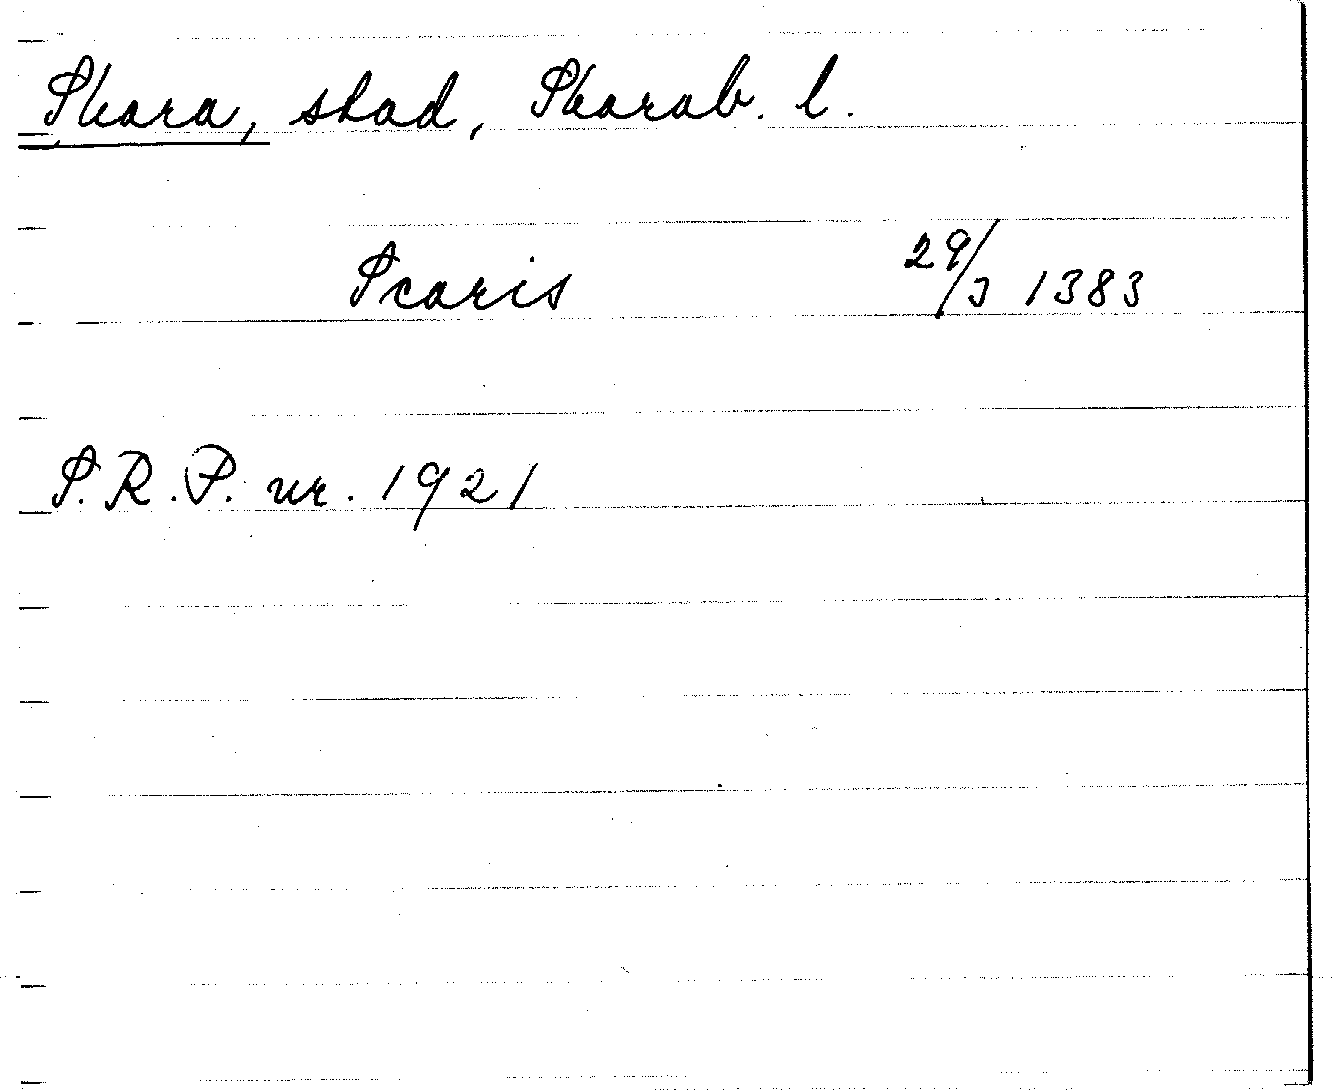 Skara, stad, Skarab. l.
Scaris 29/3 1383
S.R.P. nr. 1921